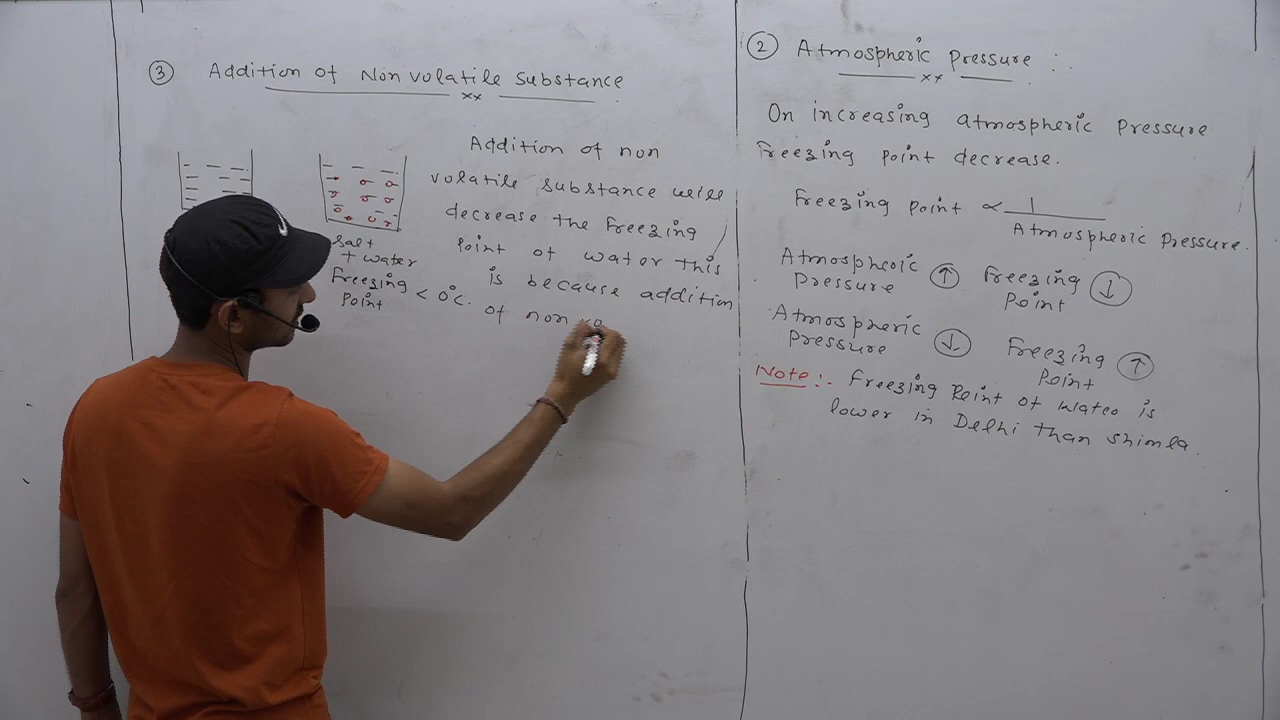 ③ Addition of Non volatile Substance
Addition of non
volatile substance will
decrease the Freezing
Point of water this
is because addition
of non vo
Salt
+ water
Freezing
Point < 0°C.
② Atmospheric Pressure :.
On increasing atmospheric Pressure
Freezing Point decrease.
Freezing Point ∝ 1
Atmospheric Pressure.
Atmospheric
Pressure ↑ Freezing
Point ↓
Atmospheric
Pressure ↓ Freezing
Point ↑
Note :- Freezing Point of water is
lower in Delhi than Shimla.